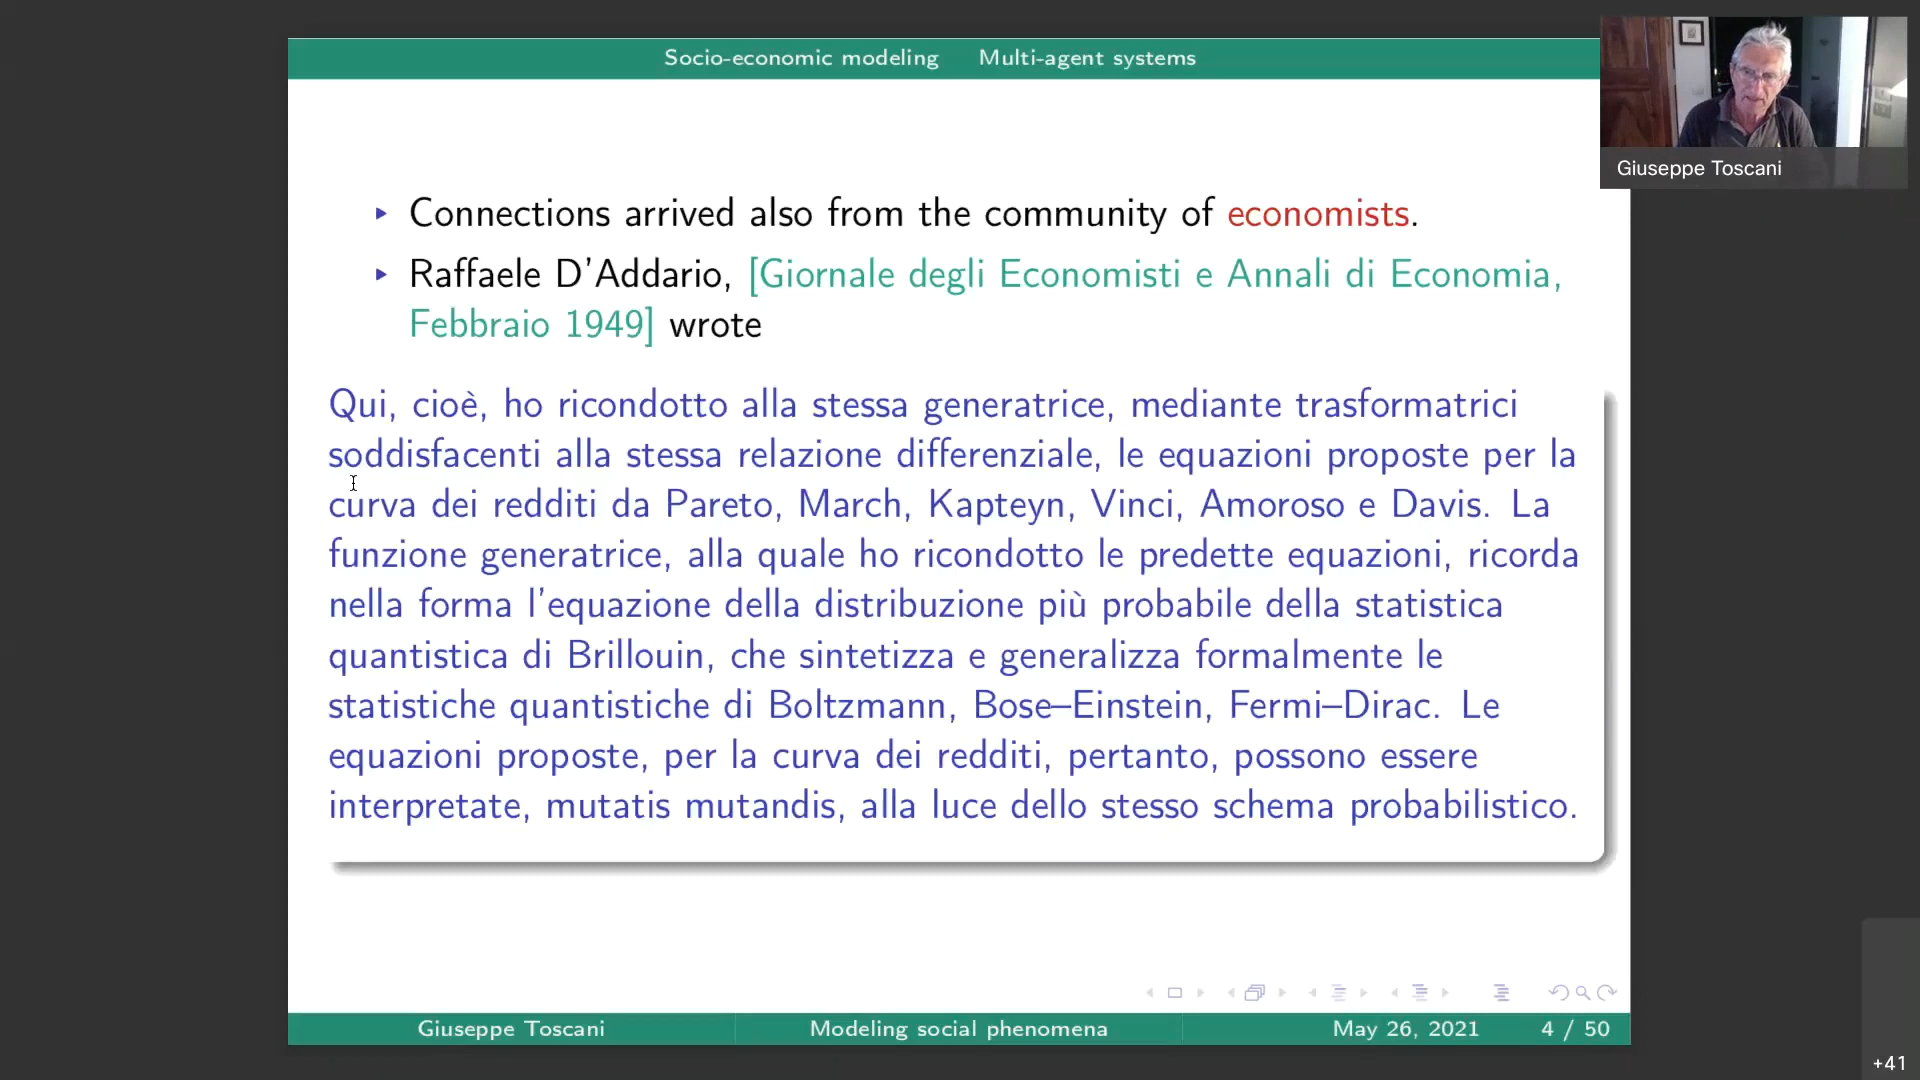 Socio-economic modeling Multi-agent systems
Giuseppe Toscani
Connections arrived also from the community of economists.
Raffaele D'Addario, [Giornale degli Economisti e Annali di Economia,
Febbraio 1949] wrote
Qui, cioè, ho ricondotto alla stessa generatrice, mediante trasformatrici
soddisfacenti alla stessa relazione differenziale, le equazioni proposte per la
curva dei redditi da Pareto, March, Kapteyn, Vinci, Amoroso e Davis. La
funzione generatrice, alla quale ho ricondotto le predette equazioni, ricorda
nella forma l'equazione della distribuzione più probabile della statistica
quantistica di Brillouin, che sintetizza e generalizza formalmente le
statistiche quantistiche di Boltzmann, Bose–Einstein, Fermi–Dirac. Le
equazioni proposte, per la curva dei redditi, pertanto, possono essere
interpretate, mutatis mutandis, alla luce dello stesso schema probabilistico.
Giuseppe Toscani Modeling social phenomena May 26, 2021 4 / 50
+41